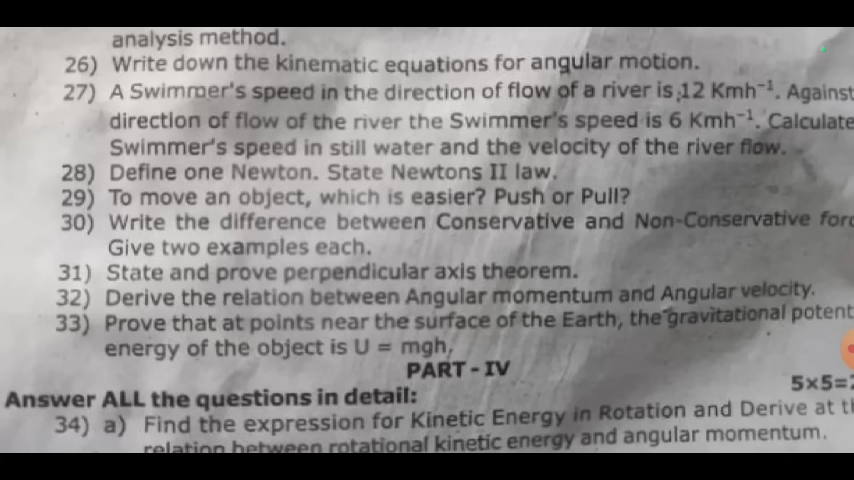 analysis method.
26) Write down the kinematic equations for angular motion.
27) A Swimmer's speed in the direction of flow of a river is 12 Kmh⁻¹. Against
direction of flow of the river the Swimmer's speed is 6 Kmh⁻¹. Calculate
Swimmer's speed in still water and the velocity of the river flow.
28) Define one Newton. State Newtons II law.
29) To move an object, which is easier? Push or Pull?
30) Write the difference between Conservative and Non-Conservative forc
Give two examples each.
31) State and prove perpendicular axis theorem.
32) Derive the relation between Angular momentum and Angular velocity.
33) Prove that at points near the surface of the Earth, the gravitational potent
energy of the object is U = mgh.
PART - IV
5×5=2
Answer ALL the questions in detail:
34) a) Find the expression for Kinetic Energy in Rotation and Derive at th
relation between rotational kinetic energy and angular momentum.